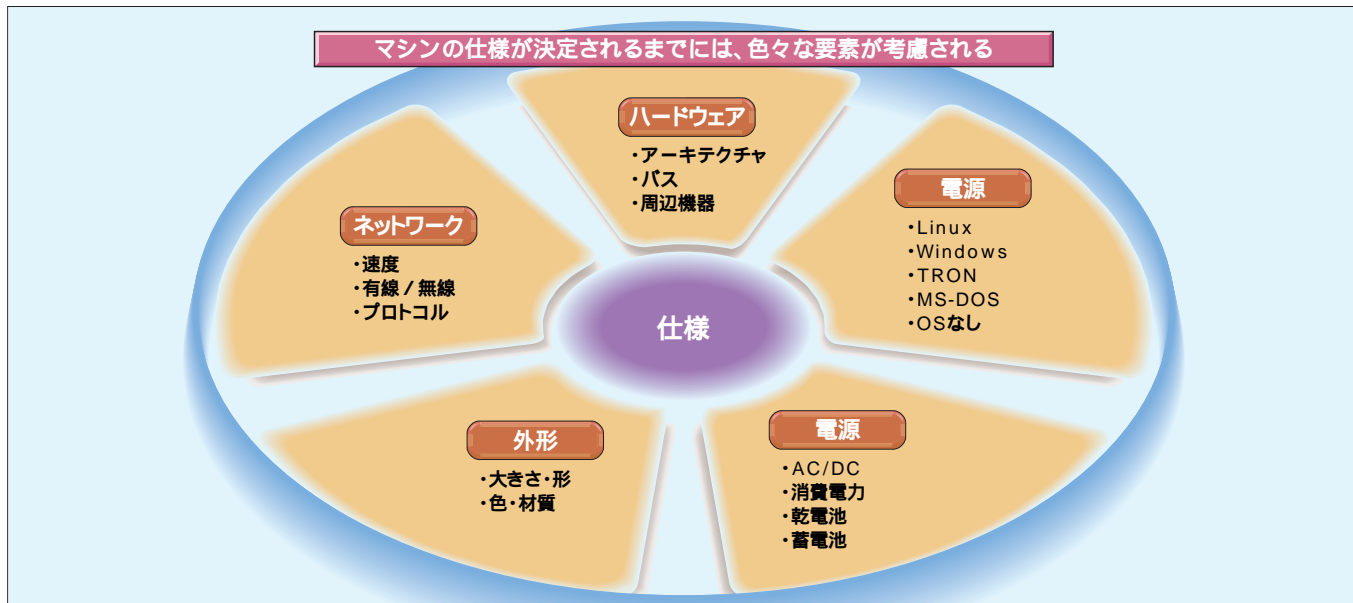 マシンの仕様が決定されるまでには、色々な要素が考慮される
ハードウェア
・アーキテクチャ
・バス
・周辺機器
電源
・Linux
・Windows
・TRON
・MS-DOS
・OSなし
ネットワーク
・速度
・有線 / 無線
・プロトコル
仕様
外形
・大きさ・形
・色・材質
電源
・AC/DC
・消費電力
・乾電池
・蓄電池